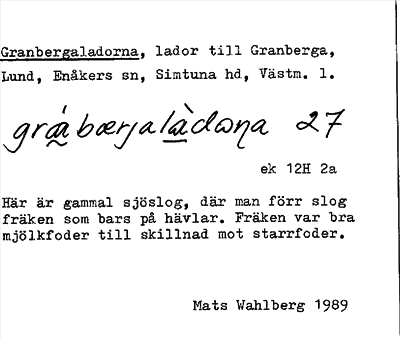 Granbergaladorna, lador till Granberga,
Lund, Enåkers sn, Simtuna hd, Västm. l.
27
ek 12H 2a
Här är gammal sjöslog, där man förr slog
fräken som bars på hävlar. Fräken var bra
mjölkfoder till skillnad mot starrfoder.
Mats Wahlberg 1989